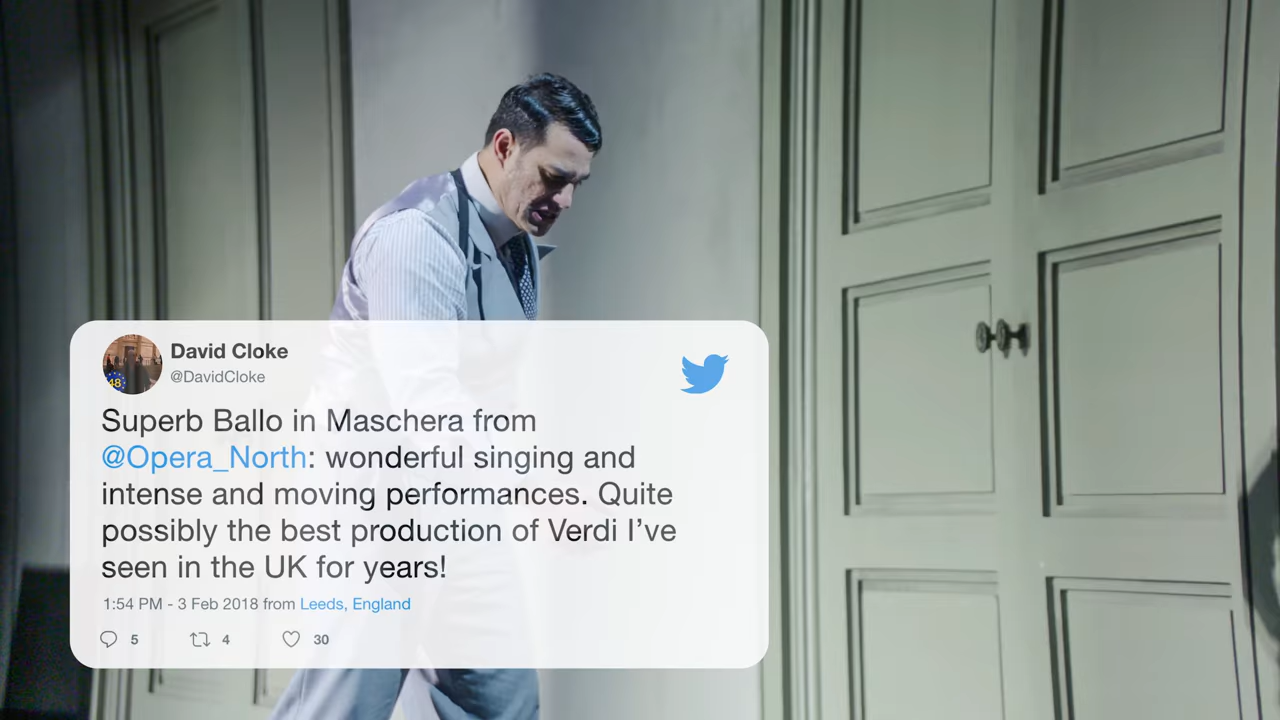 David Cloke
@DavidCloke
Superb Ballo in Maschera from
@Opera_North: wonderful singing and
intense and moving performances. Quite
possibly the best production of Verdi I’ve
seen in the UK for years!
1:54 PM - 3 Feb 2018 from Leeds, England
5 4 30
48